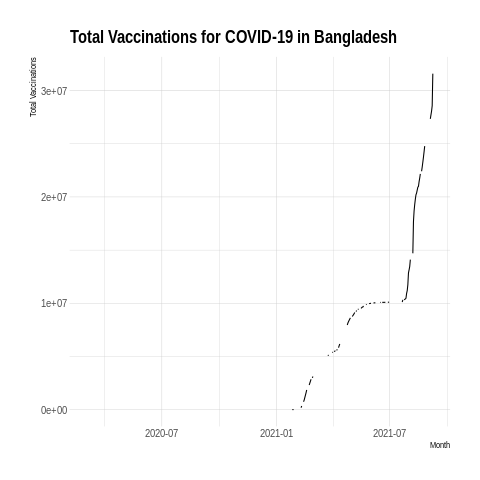 Total Vaccinations for COVID-19 in Bangladesh
Total Vaccinations
3e+07
2e+07
1e+07
0e+00
2020-07
2021-01
2021-07
Month